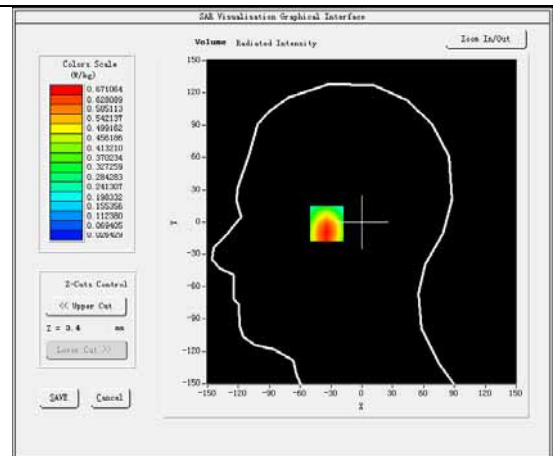 SAR Visualisation Graphical Interface
Volume Radiated Intensity
Zoom In/Out
Colors Scale
(W/kg)
0.671064
0.628089
0.585113
0.542137
0.499162
0.456186
0.413210
0.370234
0.327259
0.284283
0.241307
0.198332
0.155356
0.112380
0.069405
0.026429
Z-Cuts Control
<< Upper Cut
Z = 3.4 mm
Lower Cut >>
SAVE
Cancel
150
120
90
60
30
0
-30
-60
-90
-120
-150
Y
-150 -120 -90 -60 -30 0 30 60 90 120 150
X